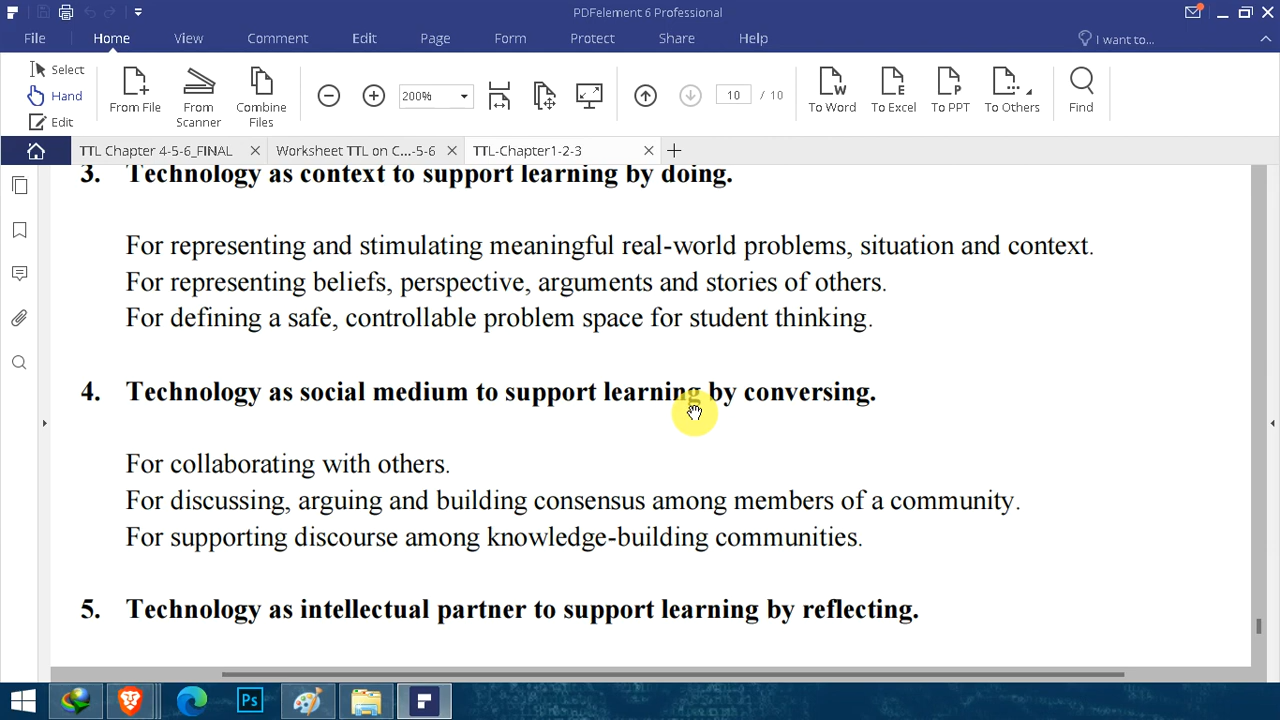 PDFelement 6 Professional
File Home View Comment Edit Page Form Protect Share Help I want to...
Select
Hand
Edit
From File
From Scanner
Combine Files
200%
10 / 10
To Word
To Excel
To PPT
To Others
Find
TTL Chapter 4-5-6_FINAL
Worksheet TTL on C...-5-6
TTL-Chapter1-2-3
3. Technology as context to support learning by doing.
For representing and stimulating meaningful real-world problems, situation and context.
For representing beliefs, perspective, arguments and stories of others.
For defining a safe, controllable problem space for student thinking.
4. Technology as social medium to support learning by conversing.
For collaborating with others.
For discussing, arguing and building consensus among members of a community.
For supporting discourse among knowledge-building communities.
5. Technology as intellectual partner to support learning by reflecting.
Ps